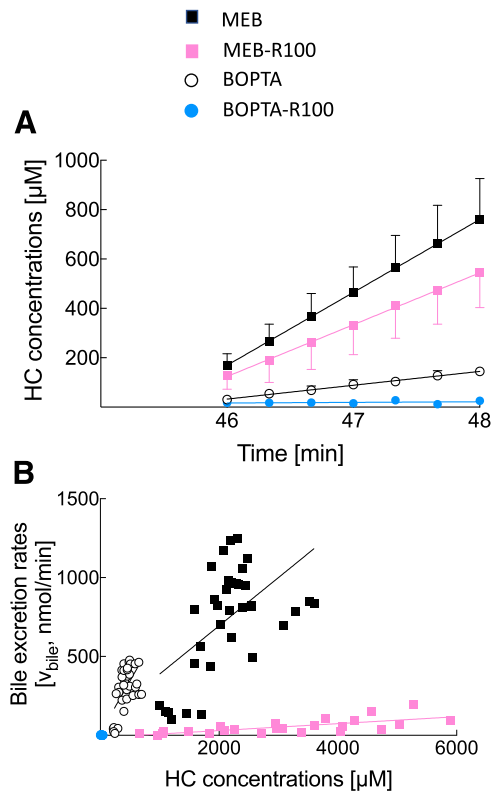 MEB
MEB-R100
BOPTA
BOPTA-R100
A
HC concentrations [µM]
1000
800
600
400
200
46
47
48
Time [min]
B
Bile excretion rates
[vbile, nmol/min]
1500
1000
500
2000
4000
6000
HC concentrations [µM]